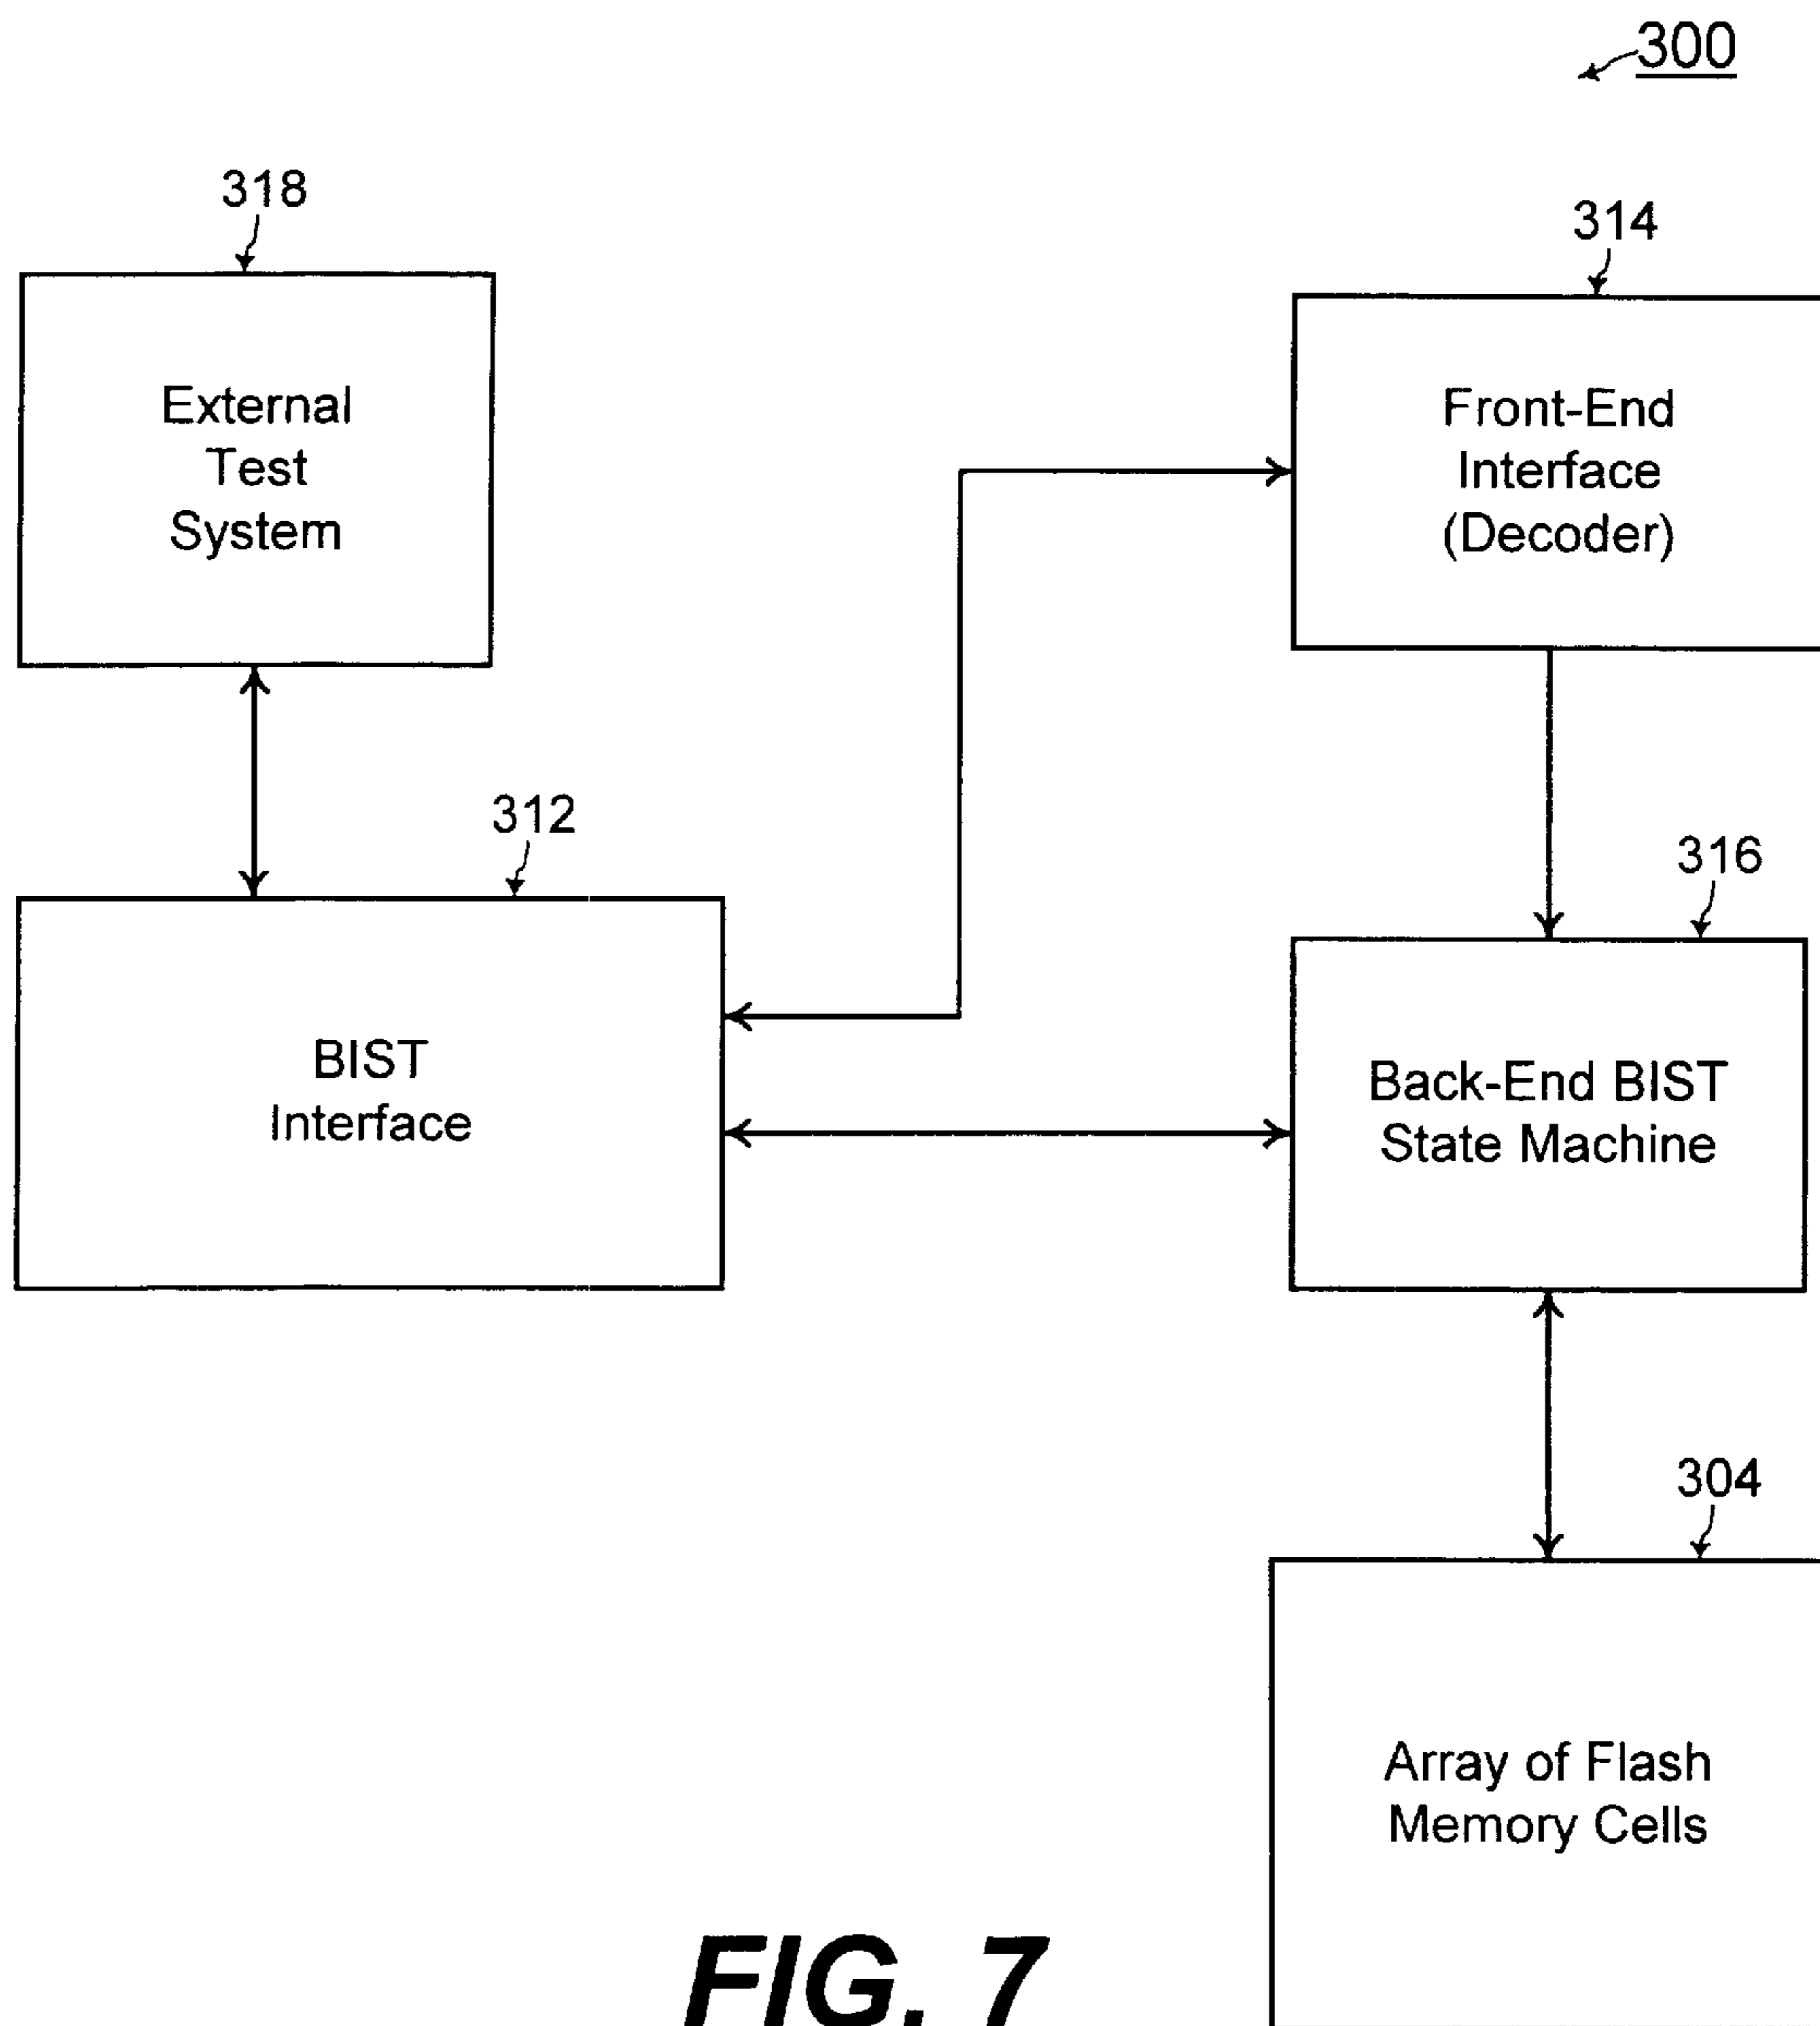 300
318
External
Test
System
314
Front-End
Interface
(Decoder)
312
BIST
Interface
316
Back-End BIST
State Machine
304
Array of Flash
Memory Cells
FIG. 7